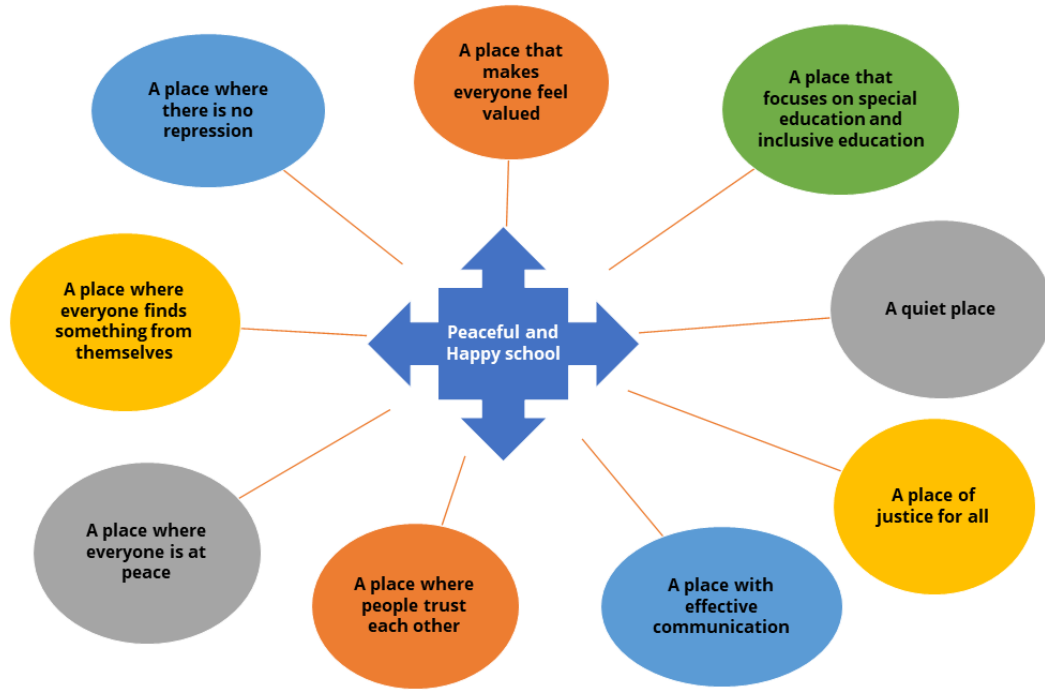 A place that
makes
everyone feel
valued
A place that
focuses on special
education and
inclusive education
A quiet place
A place of
justice for all
A place with
effective
communication
A place where
people trust
each other
A place where
everyone is at
peace
A place where
everyone finds
something from
themselves
A place where
there is no
repression
Peaceful and
Happy school